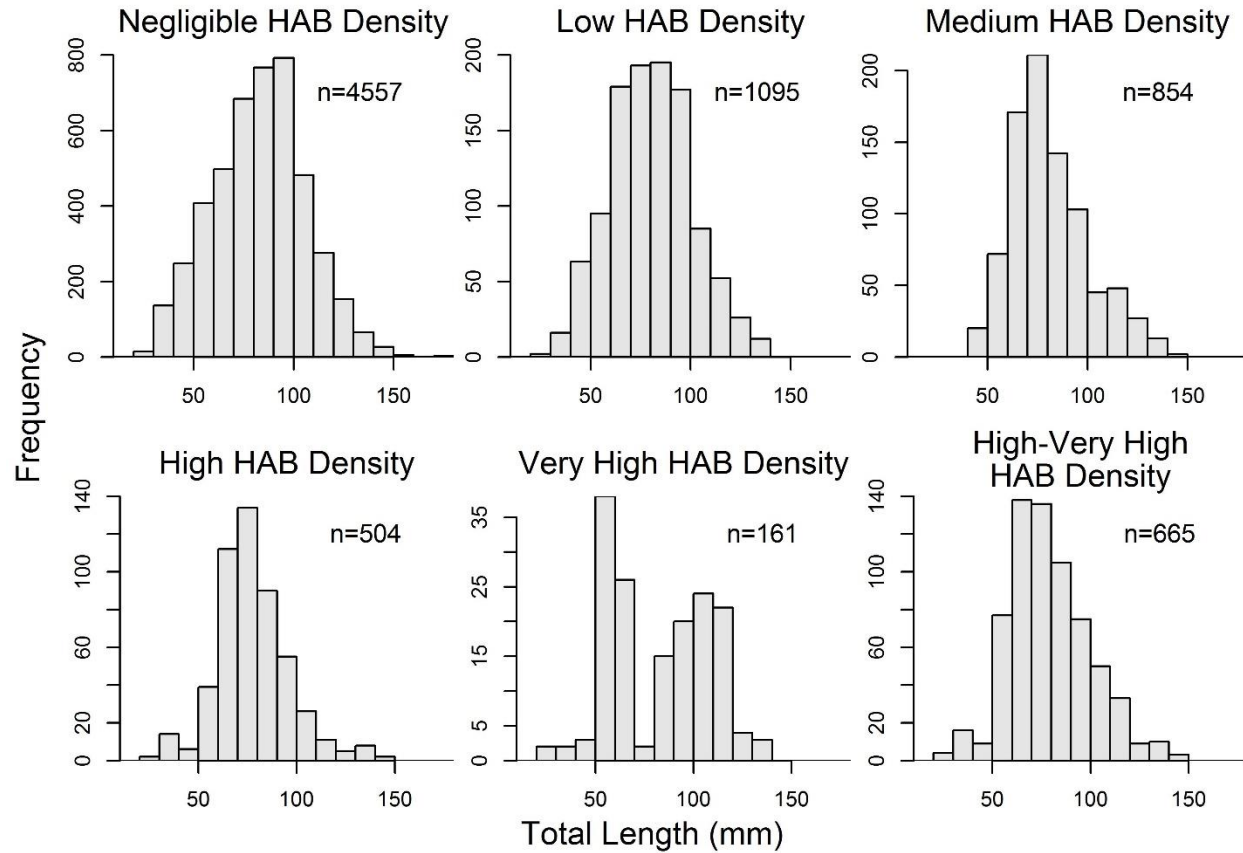 Negligible HAB Density
n=4557
0 200 400 600 800
50 100 150
Low HAB Density
n=1095
0 50 100 150 200
50 100 150
Medium HAB Density
n=854
0 50 100 150 200
50 100 150
Frequency
High HAB Density
n=504
0 20 60 100 140
50 100 150
Very High HAB Density
n=161
0 5 15 25 35
50 100 150
High-Very High
HAB Density
n=665
0 20 60 100 140
50 100 150
Total Length (mm)